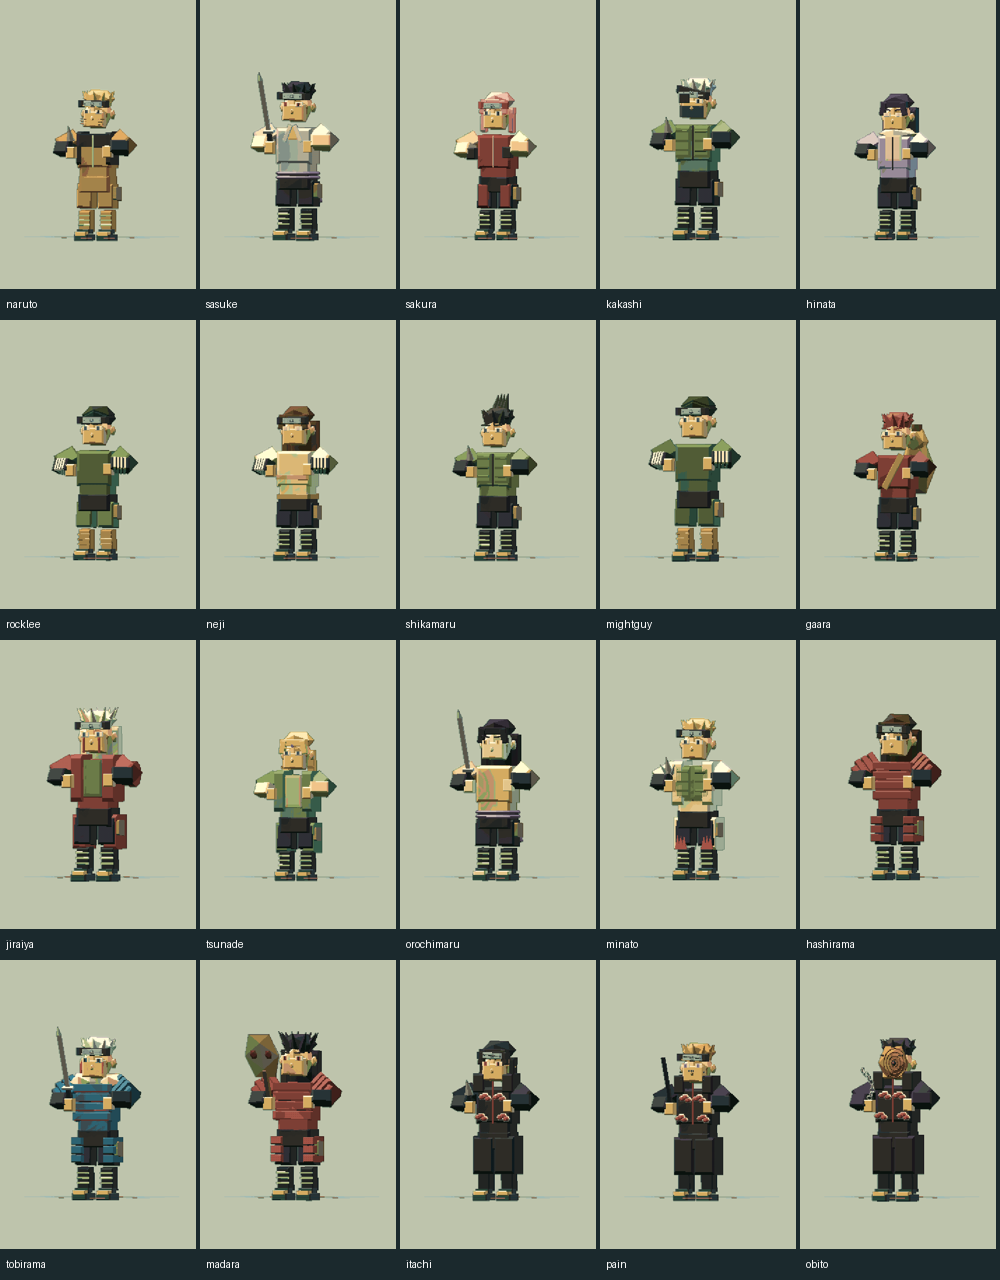 naruto
sasuke
sakura
kakashi
hinata
rocklee
neji
shikamaru
mightguy
gaara
jiraiya
tsunade
orochimaru
minato
hashirama
tobirama
madara
itachi
pain
obito